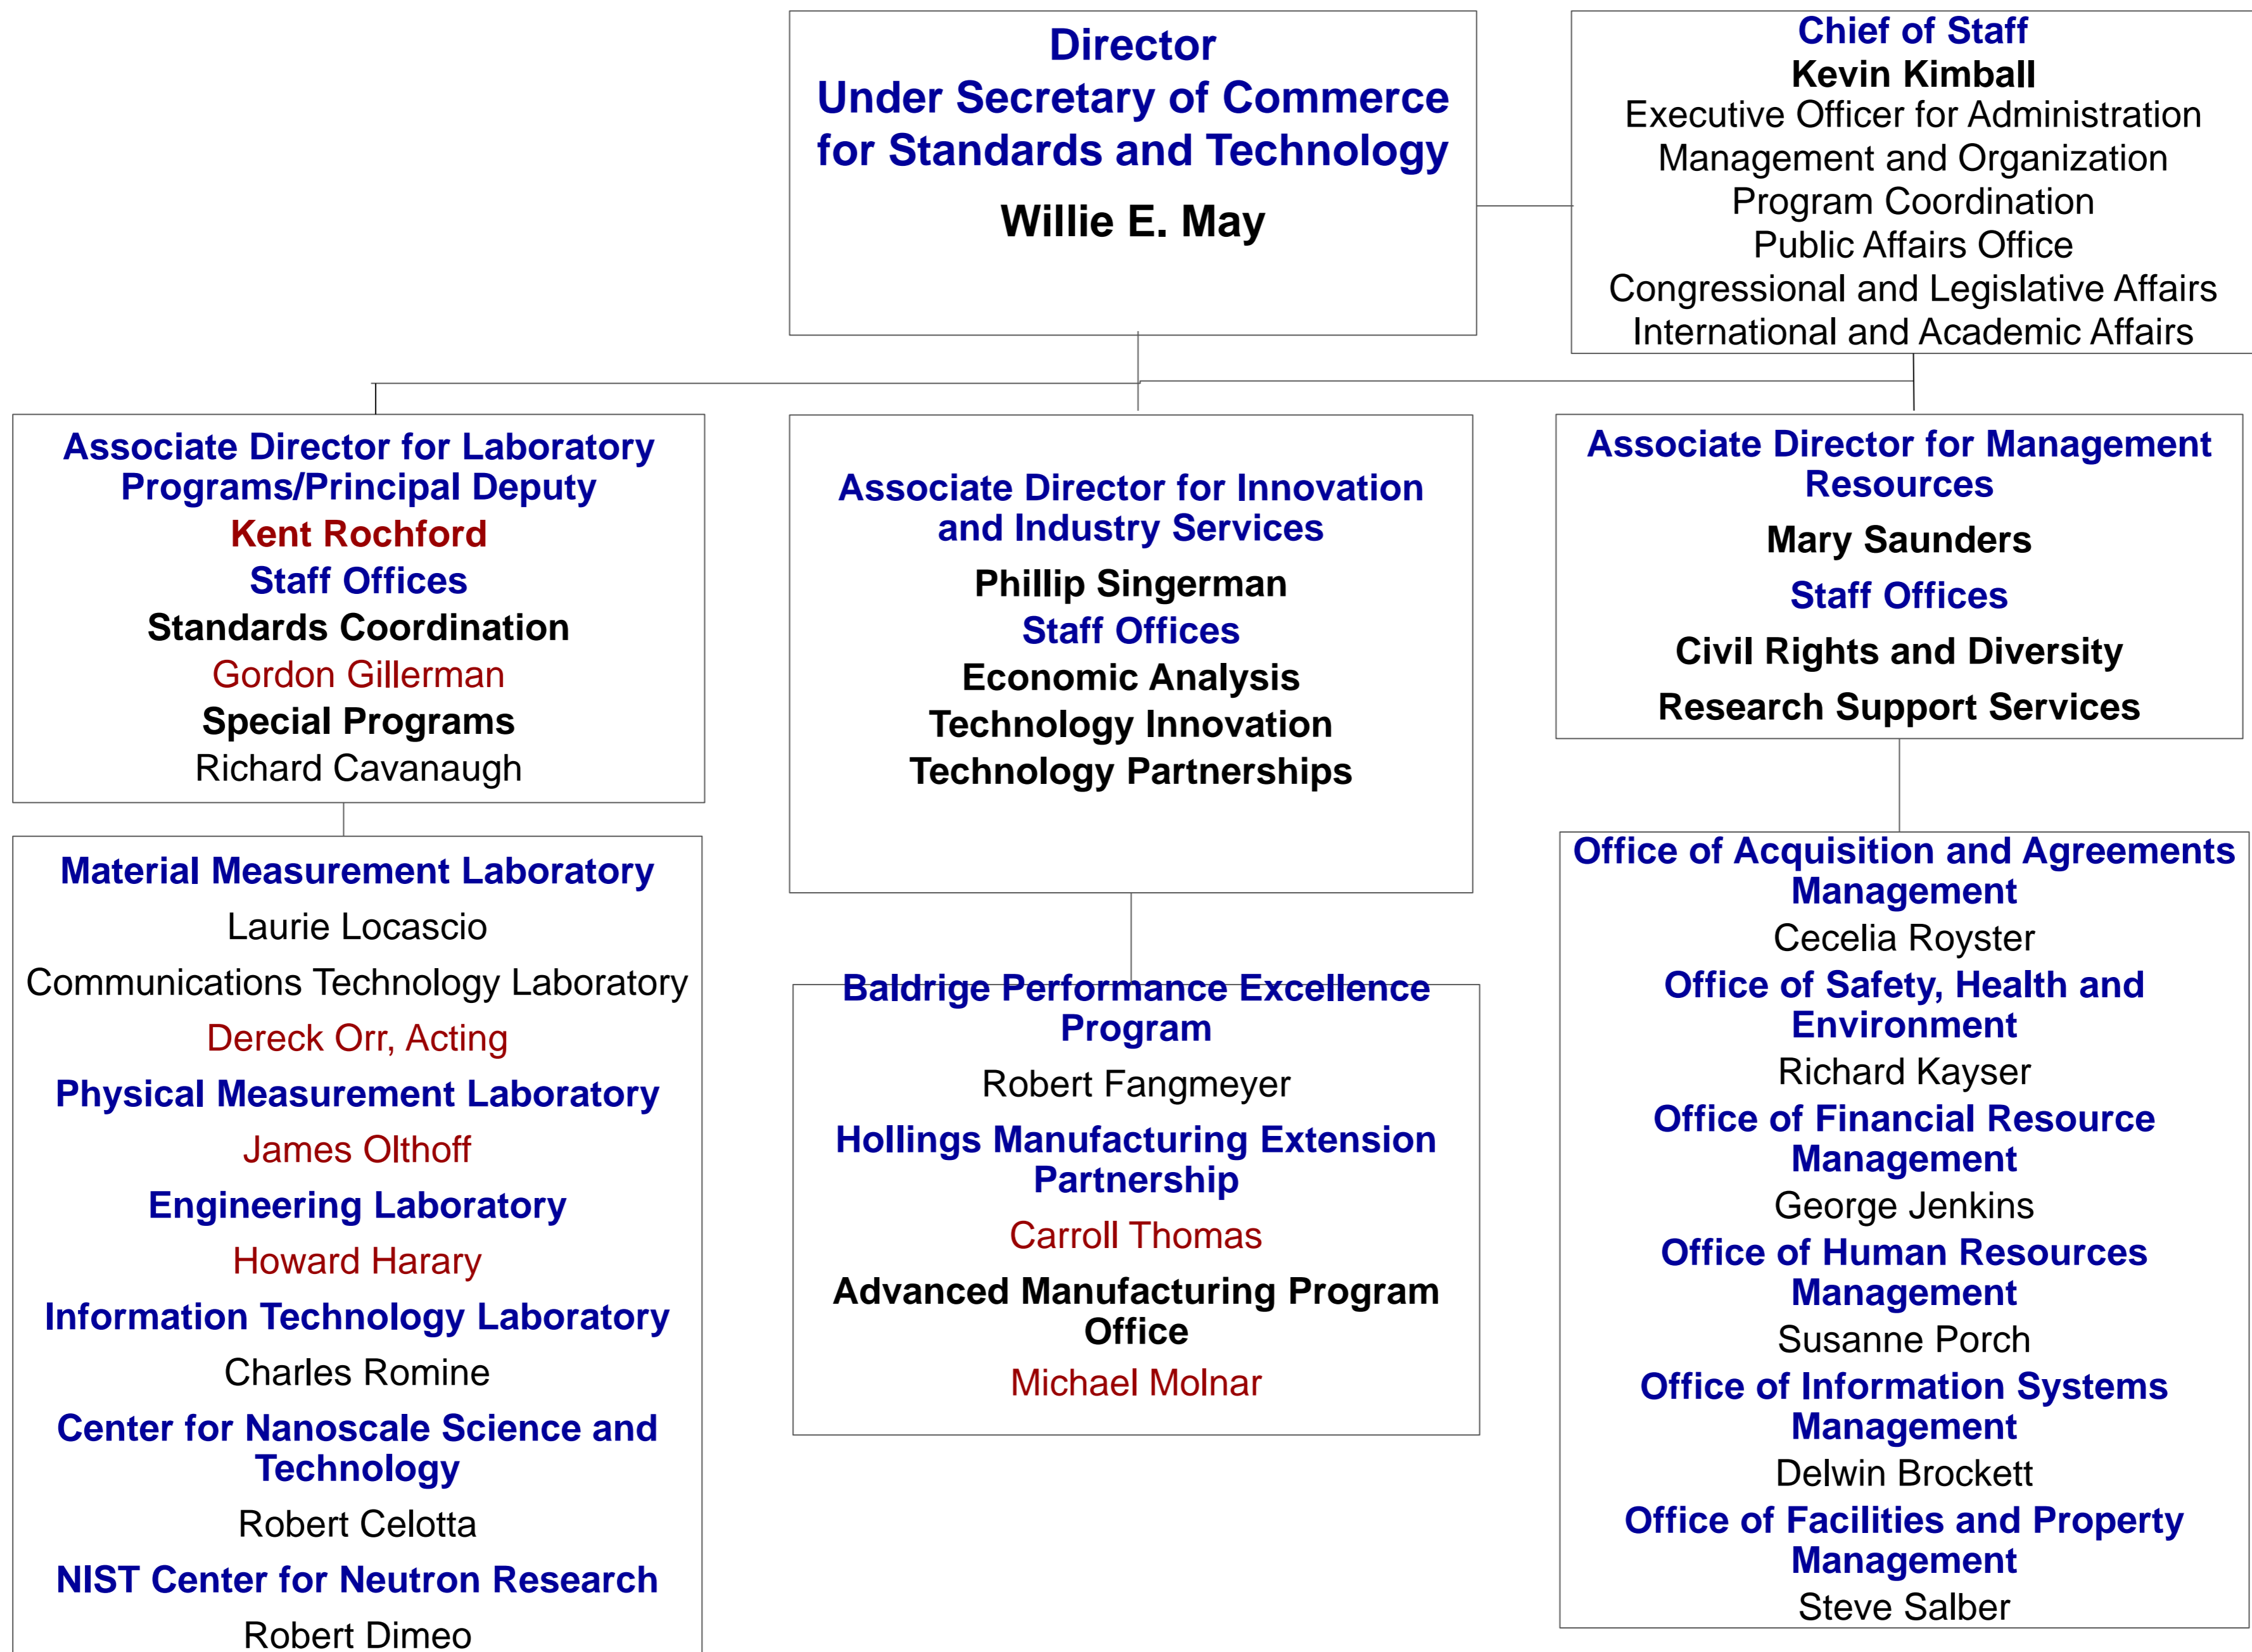 Director
Under Secretary of Commerce
for Standards and Technology
Willie E. May
Chief of Staff
Kevin Kimball
Executive Officer for Administration
Management and Organization
Program Coordination
Public Affairs Office
Congressional and Legislative Affairs
International and Academic Affairs
Associate Director for Laboratory
Programs/Principal Deputy
Kent Rochford
Staff Offices
Standards Coordination
Gordon Gillerman
Special Programs
Richard Cavanaugh
Associate Director for Innovation
and Industry Services
Phillip Singerman
Staff Offices
Economic Analysis
Technology Innovation
Technology Partnerships
Associate Director for Management
Resources
Mary Saunders
Staff Offices
Civil Rights and Diversity
Research Support Services
Material Measurement Laboratory
Laurie Locascio
Communications Technology Laboratory
Dereck Orr, Acting
Physical Measurement Laboratory
James Olthoff
Engineering Laboratory
Howard Harary
Information Technology Laboratory
Charles Romine
Center for Nanoscale Science and
Technology
Robert Celotta
NIST Center for Neutron Research
Robert Dimeo
Baldrige Performance Excellence
Program
Robert Fangmeyer
Hollings Manufacturing Extension
Partnership
Carroll Thomas
Advanced Manufacturing Program
Office
Michael Molnar
Office of Acquisition and Agreements
Management
Cecelia Royster
Office of Safety, Health and
Environment
Richard Kayser
Office of Financial Resource
Management
George Jenkins
Office of Human Resources
Management
Susanne Porch
Office of Information Systems
Management
Delwin Brockett
Office of Facilities and Property
Management
Steve Salber